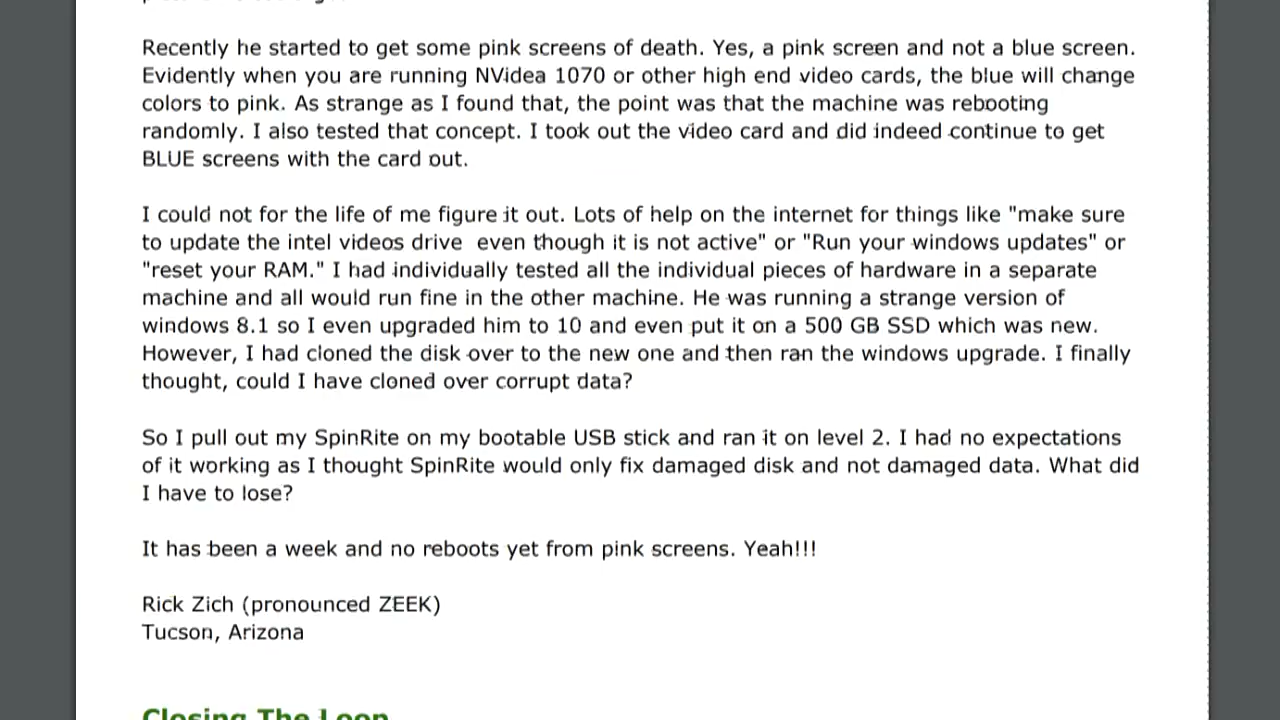 Recently he started to get some pink screens of death. Yes, a pink screen and not a blue screen.
Evidently when you are running NVidea 1070 or other high end video cards, the blue will change
colors to pink. As strange as I found that, the point was that the machine was rebooting
randomly. I also tested that concept. I took out the video card and did indeed continue to get
BLUE screens with the card out.
I could not for the life of me figure it out. Lots of help on the internet for things like "make sure
to update the intel videos drive  even though it is not active" or "Run your windows updates" or
"reset your RAM." I had individually tested all the individual pieces of hardware in a separate
machine and all would run fine in the other machine. He was running a strange version of
windows 8.1 so I even upgraded him to 10 and even put it on a 500 GB SSD which was new.
However, I had cloned the disk over to the new one and then ran the windows upgrade. I finally
thought, could I have cloned over corrupt data?
So I pull out my SpinRite on my bootable USB stick and ran it on level 2. I had no expectations
of it working as I thought SpinRite would only fix damaged disk and not damaged data. What did
I have to lose?
It has been a week and no reboots yet from pink screens. Yeah!!!
Rick Zich (pronounced ZEEK)
Tucson, Arizona
Closing The Loop